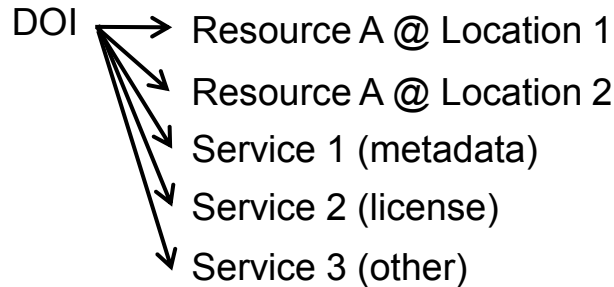 DOI
Resource A @ Location 1
Resource A @ Location 2
Service 1 (metadata)
Service 2 (license)
Service 3 (other)